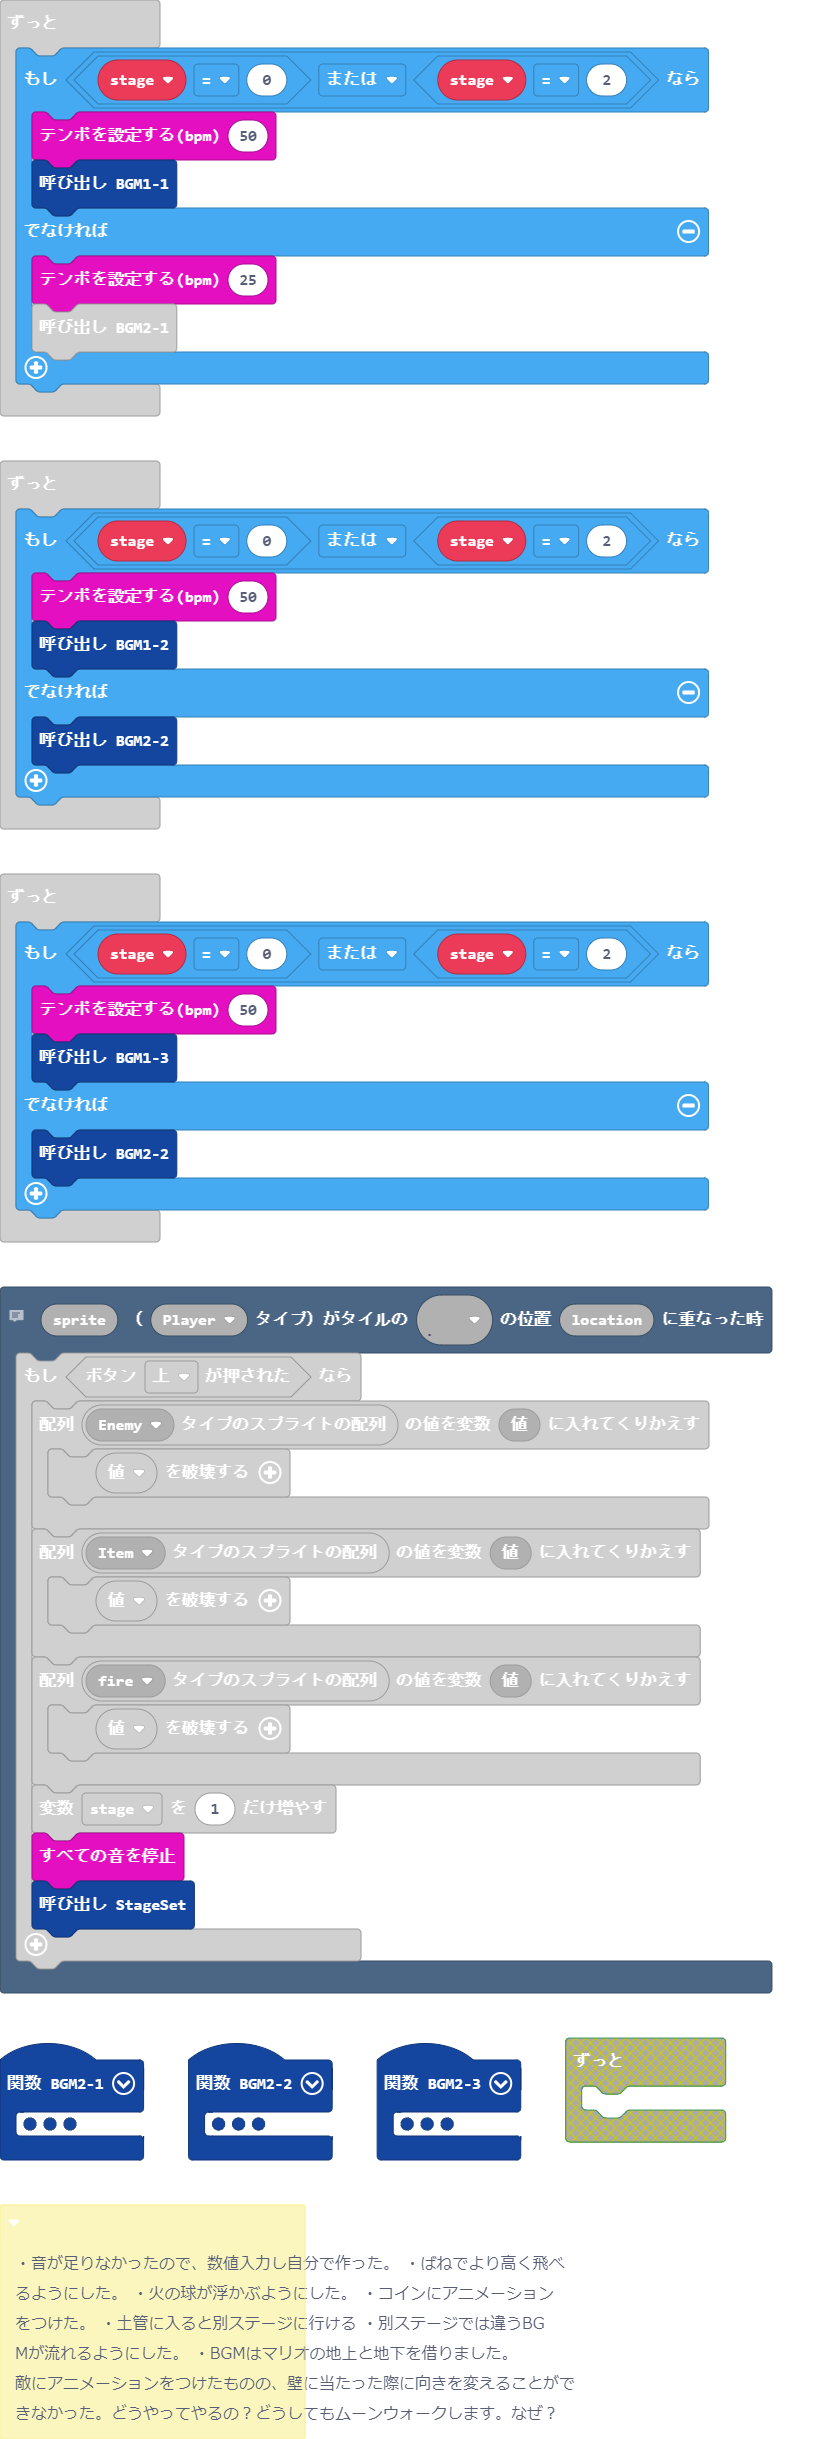 ずっと
もし stage = 0 または stage = 2 なら
テンポを設定する(bpm) 50
呼び出し BGM1-1
でなければ
テンポを設定する(bpm) 25
呼び出し BGM2-1
ずっと
もし stage = 0 または stage = 2 なら
テンポを設定する(bpm) 50
呼び出し BGM1-2
でなければ
呼び出し BGM2-2
ずっと
もし stage = 0 または stage = 2 なら
テンポを設定する(bpm) 50
呼び出し BGM1-3
でなければ
呼び出し BGM2-2
sprite ( Player タイプ) がタイルの の位置 location に重なった時
もし ボタン 上 が押された なら
配列 Enemy タイプのスプライトの配列 の値を変数 値 に入れてくりかえす
値 を破壊する
配列 Item タイプのスプライトの配列 の値を変数 値 に入れてくりかえす
値 を破壊する
配列 fire タイプのスプライトの配列 の値を変数 値 に入れてくりかえす
値 を破壊する
変数 stage を 1 だけ増やす
すべての音を停止
呼び出し StageSet
関数 BGM2-1 関数 BGM2-2 関数 BGM2-3 ずっと
・音が足りなかったので、数値入力し自分で作った。 ・ばねでより高く飛べ
るようにした。 ・火の球が浮かぶようにした。 ・コインにアニメーション
をつけた。 ・土管に入ると別ステージに行ける ・別ステージでは違うBG
Mが流れるようにした。 ・BGMはマリオの地上と地下を借りました。
敵にアニメーションをつけたものの、壁に当たった際に向きを変えることがで
きなかった。どうやってやるの？どうしてもムーンウォークします。なぜ？